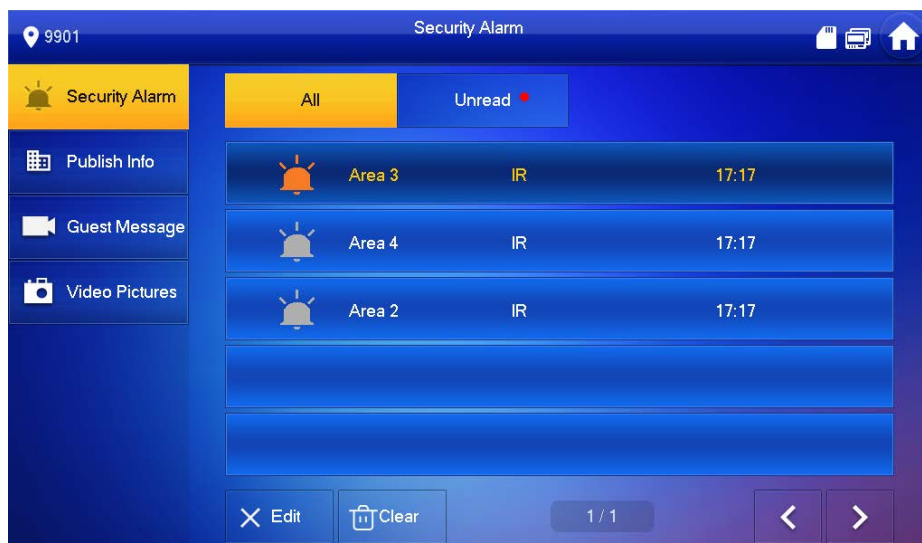 9901
Security Alarm
Security Alarm
Publish Info
Guest Message
Video Pictures
All
Unread
Area 3 IR 17:17
Area 4 IR 17:17
Area 2 IR 17:17
Edit
Clear
1 / 1